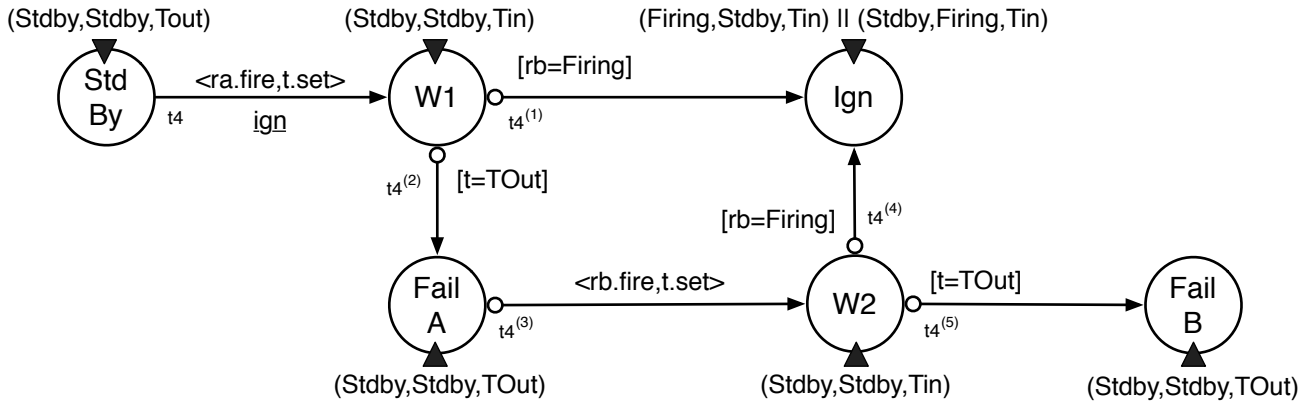 (Stdby,Stdby,Tout)
(Stdby,Stdby,Tin)
(Firing,Stdby,Tin) || (Stdby,Firing,Tin)
Std
By
<ra.fire,t.set>
t4
ign
W1
[rb=Firing]
t4(1)
Ign
t4(2)
[t=TOut]
[rb=Firing]
t4(4)
Fail
A
<rb.fire,t.set>
t4(3)
W2
[t=TOut]
t4(5)
Fail
B
(Stdby,Stdby,TOut)
(Stdby,Stdby,Tin)
(Stdby,Stdby,TOut)